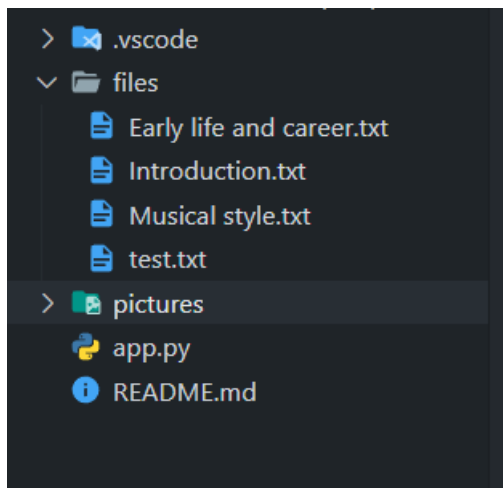 .vscode
files
Early life and career.txt
Introduction.txt
Musical style.txt
test.txt
pictures
app.py
README.md